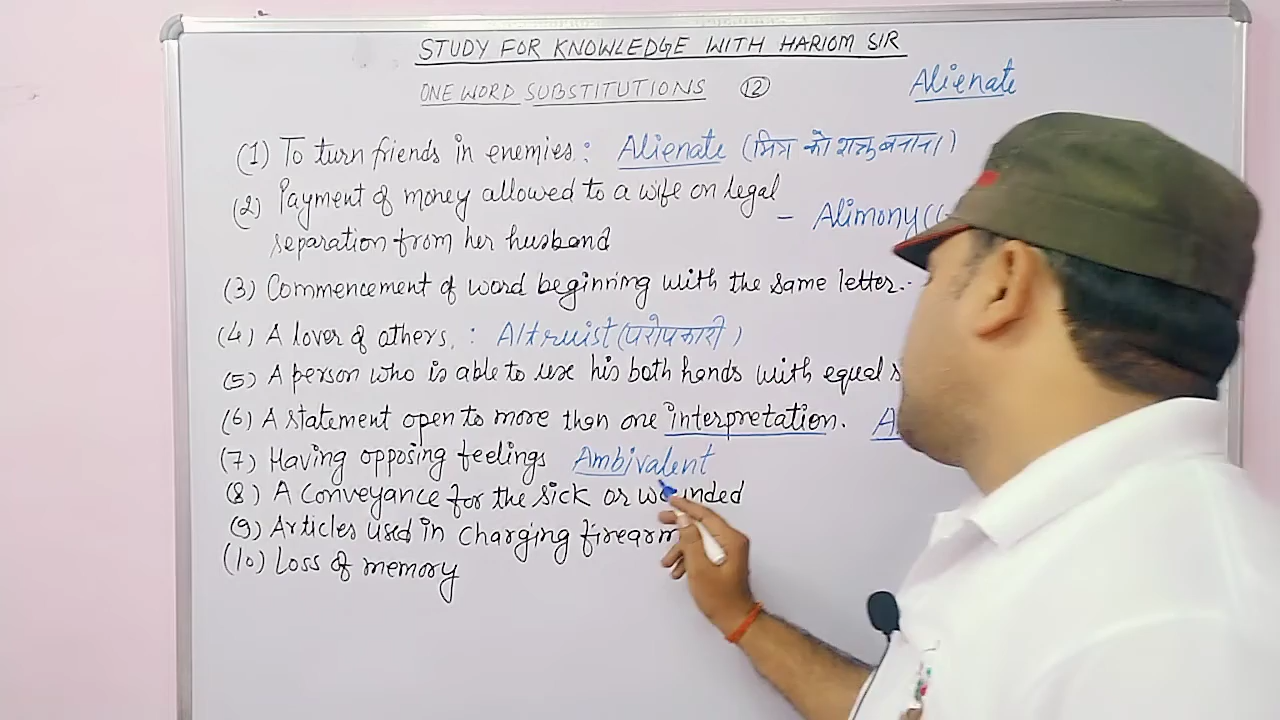 STUDY FOR KNOWLEDGE WITH HARIOM SIR
ONE WORD SUBSTITUTIONS 12
Alienate
(1) To turn friends in enemies: Alienate (मित्र को शत्रु बनाना)
(2) Payment of money allowed to a wife on legal
separation from her husband - Alimony (
(3) Commencement of word beginning with the same letter.
(4) A lover of others. : Altruist (परोपकारी)
(5) A person who is able to use his both hands with equal
(6) A statement open to more than one interpretation.
(7) Having opposing feelings Ambivalent
(8) A Conveyance for the sick or wounded
(9) Articles used in charging firearm
(10) Loss of memory